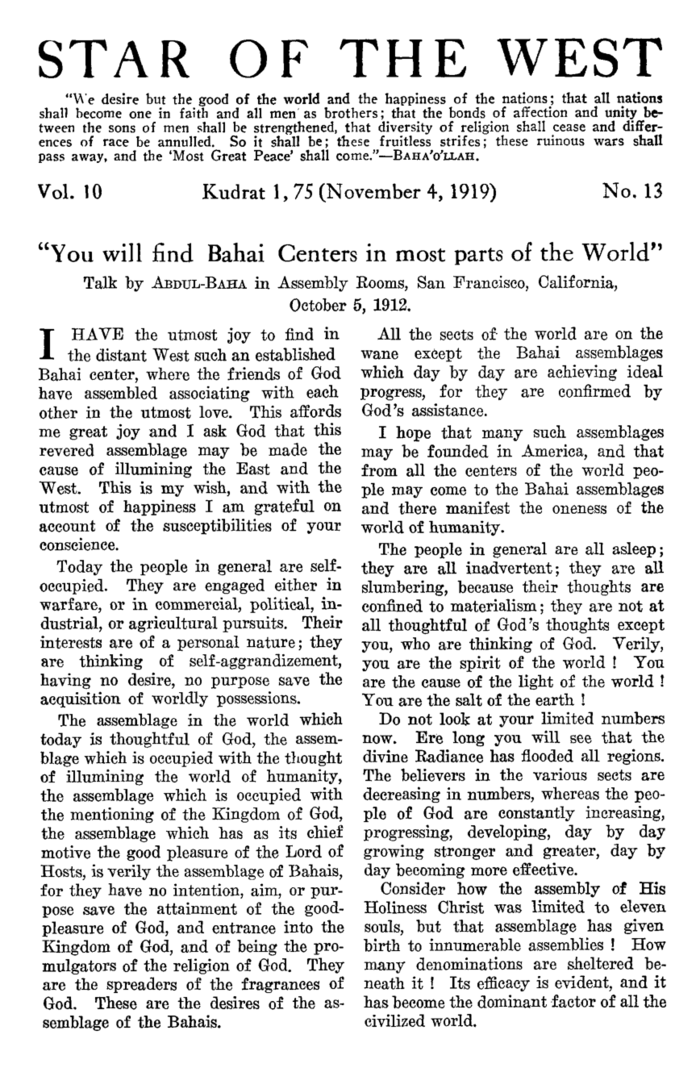 STAR OF THE WEST
"We desire but the good of the world and the happiness of the nations; that all nations
shall become one in faith and all men as brothers; that the bonds of affection and unity be-
tween the sons of men shall be strengthened, that diversity of religion shall cease and differ-
ences of race be annulled. So it shall be; these fruitless strifes; these ruinous wars shall
pass away, and the 'Most Great Peace' shall come."—BAHA'O'LLAH.
Vol. 10 Kudrat 1, 75 (November 4, 1919) No. 13
"You will find Bahai Centers in most parts of the World"
Talk by ABDUL-BAHA in Assembly Rooms, San Francisco, California,
October 5, 1912.
I HAVE the utmost joy to find in
the distant West such an established
Bahai center, where the friends of God
have assembled associating with each
other in the utmost love. This affords
me great joy and I ask God that this
revered assemblage may be made the
cause of illumining the East and the
West. This is my wish, and with the
utmost of happiness I am grateful on
account of the susceptibilities of your
conscience.
Today the people in general are self-
occupied. They are engaged either in
warfare, or in commercial, political, in-
dustrial, or agricultural pursuits. Their
interests are of a personal nature; they
are thinking of self-aggrandizement,
having no desire, no purpose save the
acquisition of worldly possessions.
The assemblage in the world which
today is thoughtful of God, the assem-
blage which is occupied with the thought
of illumining the world of humanity,
the assemblage which is occupied with
the mentioning of the Kingdom of God,
the assemblage which has as its chief
motive the good pleasure of the Lord of
Hosts, is verily the assemblage of Bahais,
for they have no intention, aim, or pur-
pose save the attainment of the good-
pleasure of God, and entrance into the
Kingdom of God, and of being the pro-
mulgators of the religion of God. They
are the spreaders of the fragrances of
God. These are the desires of the as-
semblage of the Bahais.
All the sects of the world are on the
wane except the Bahai assemblages
which day by day are achieving ideal
progress, for they are confirmed by
God's assistance.
I hope that many such assemblages
may be founded in America, and that
from all the centers of the world peo-
ple may come to the Bahai assemblages
and there manifest the oneness of the
world of humanity.
The people in general are all asleep;
they are all inadvertent; they are all
slumbering, because their thoughts are
confined to materialism; they are not at
all thoughtful of God's thoughts except
you, who are thinking of God. Verily,
you are the spirit of the world! You
are the cause of the light of the world!
You are the salt of the earth!
Do not look at your limited numbers
now. Ere long you will see that the
divine Radiance has flooded all regions.
The believers in the various sects are
decreasing in numbers, whereas the peo-
ple of God are constantly increasing,
progressing, developing, day by day
growing stronger and greater, day by
day becoming more effective.
Consider how the assembly of His
Holiness Christ was limited to eleven
souls, but that assemblage has given
birth to innumerable assemblies! How
many denominations are sheltered be-
neath it! Its efficacy is evident, and it
has become the dominant factor of all the
civilized world.